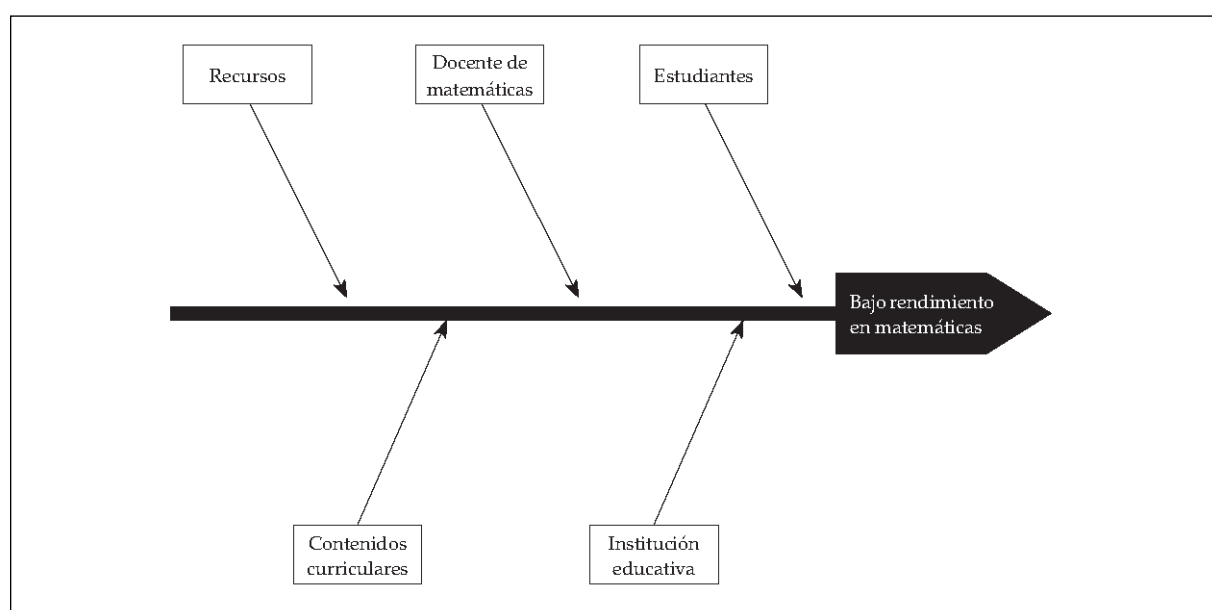 Recursos
Docente de
matemáticas
Estudiantes
Bajo rendimiento
en matemáticas
Contenidos
curriculares
Institución
educativa